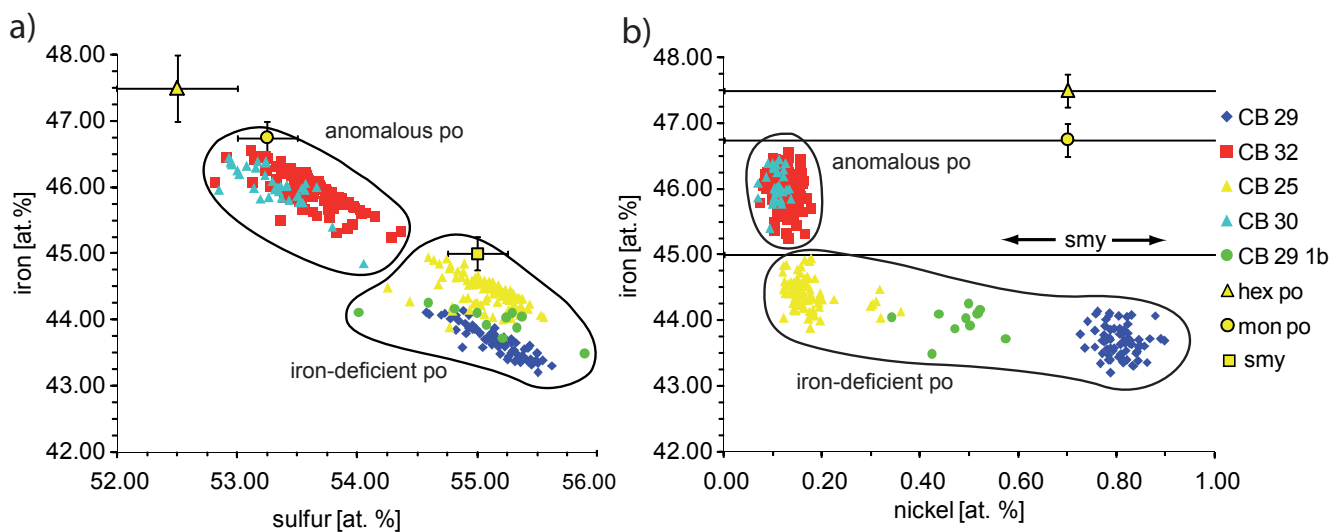 a)
48.00
47.00
46.00
45.00
44.00
43.00
42.00
iron [at.%]
52.00 53.00 54.00 55.00 56.00
sulfur [at. %]
anomalous po
iron-deficient po
b)
48.00
47.00
46.00
45.00
44.00
43.00
42.00
iron [at.%]
0.00 0.20 0.40 0.60 0.80 1.00
nickel [at. %]
anomalous po
smy
iron-deficient po
CB 29
CB 32
CB 25
CB 30
CB 29 1b
hex po
mon po
smy